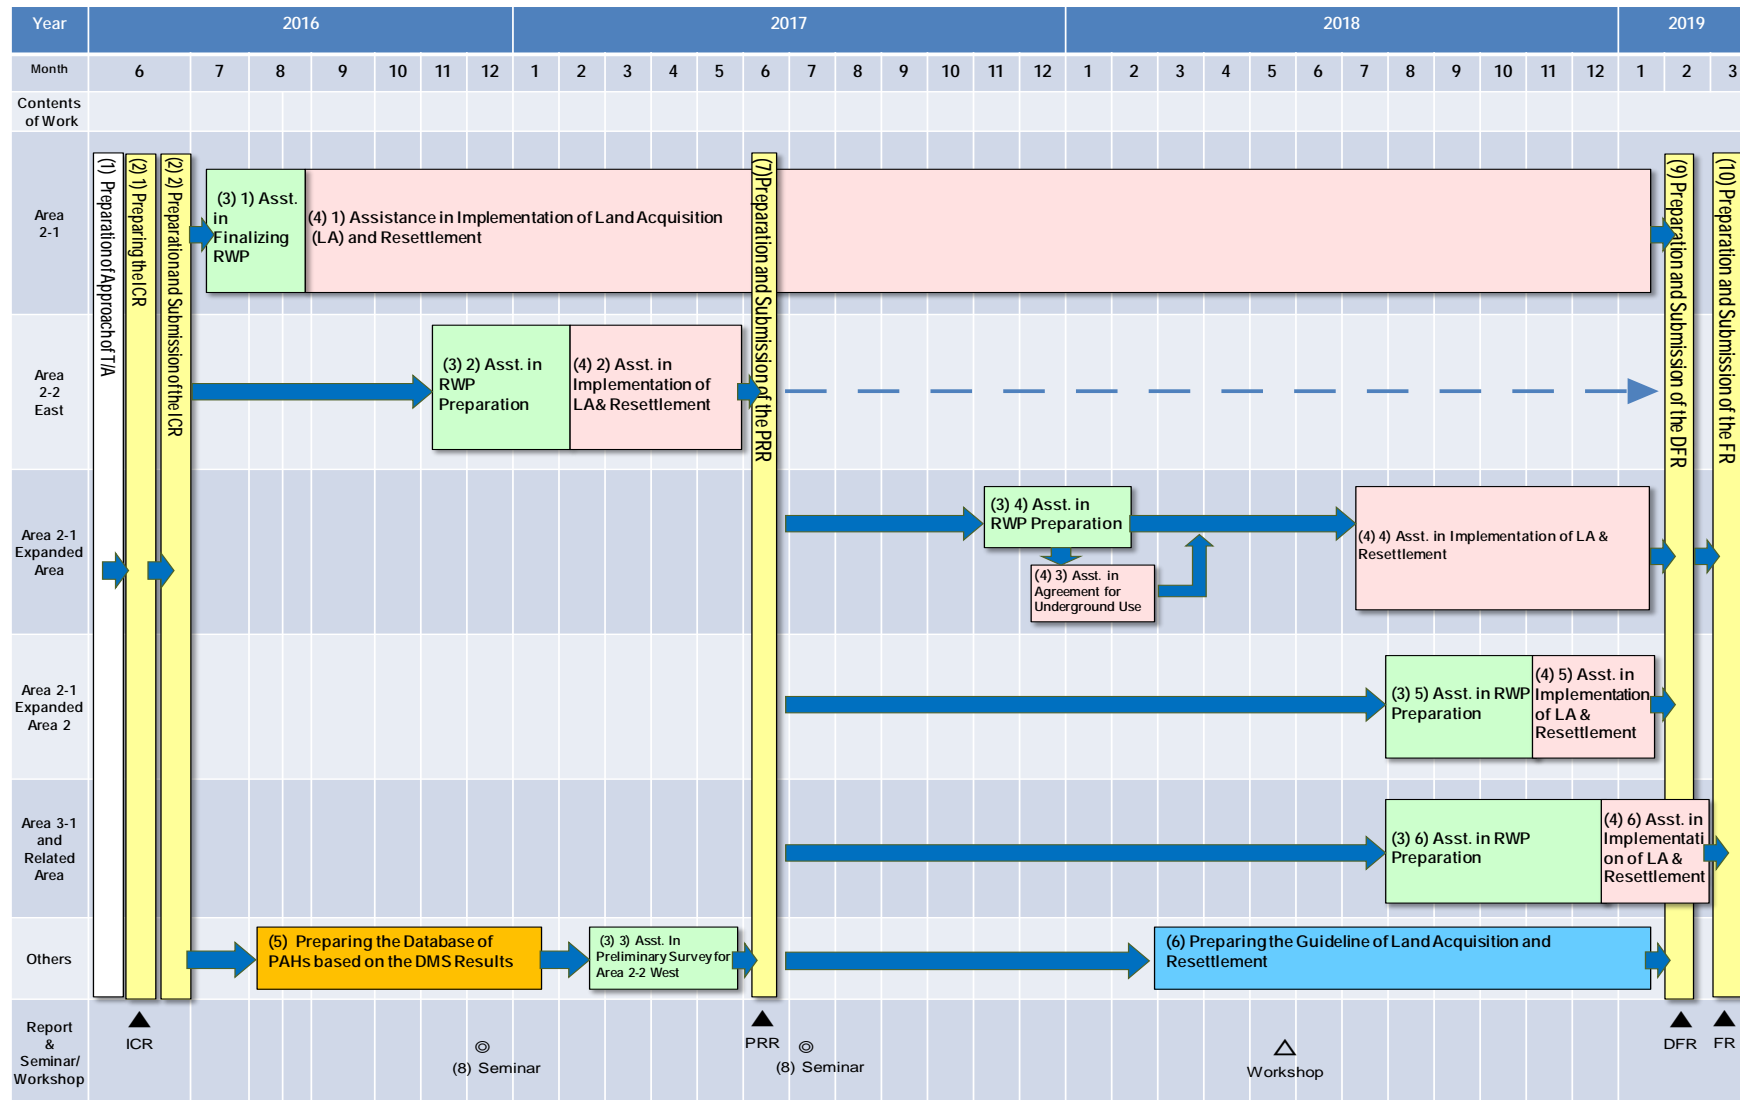 Year 2016 2017 2018 2019
Month 6 7 8 9 10 11 12 1 2 3 4 5 6 7 8 9 10 11 12 1 2 3 4 5 6 7 8 9 10 11 12 1 2 3
Contents
of Work
(1) Preparation of Approach of T/A
(2) 1) Preparing the ICR
(2) 2) Preparation and Submission of the ICR
(7)Preparation and Submission of the PRR
(9) Preparation and Submission of the DFR
(10) Preparation and Submission of the FR
Area
2-1
(3) 1) Asst.
in
Finalizing
RWP
(4) 1) Assistance in Implementation of Land Acquisition
(LA) and Resettlement
Area
2-2
East
(3) 2) Asst. in
RWP
Preparation
(4) 2) Asst. in
Implementation of
LA & Resettlement
Area 2-1
Expanded
Area
(3) 4) Asst. in
RWP Preparation
(4) 3) Asst. in
Agreement for
Underground Use
(4) 4) Asst. in Implementation of LA &
Resettlement
Area 2-1
Expanded
Area 2
(3) 5) Asst. in RWP
Preparation
(4) 5) Asst. in
Implementation
of LA &
Resettlement
Area 3-1
and
Related
Area
(3) 6) Asst. in RWP
Preparation
(4) 6) Asst. in
Implementati
on of LA &
Resettlement
Others
(5) Preparing the Database of
PAHs based on the DMS Results
(3) 3) Asst. In
Preliminary Survey for
Area 2-2 West
(6) Preparing the Guideline of Land Acquisition and
Resettlement
Report
&
Seminar/
Workshop
ICR
(8) Seminar
PRR
(8) Seminar
Workshop
DFR
FR